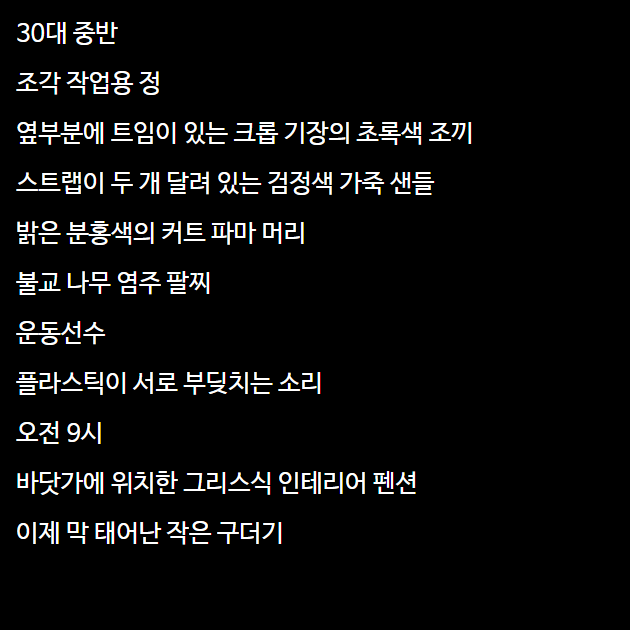 30대 중반
조각 작업용 정
옆부분에 트임이 있는 크롭 기장의 초록색 조끼
스트랩이 두 개 달려 있는 검정색 가죽 샌들
밝은 분홍색의 커트 파마 머리
불교 나무 염주 팔찌
운동선수
플라스틱이 서로 부딪치는 소리
오전 9시
바닷가에 위치한 그리스식 인테리어 펜션
이제 막 태어난 작은 구더기